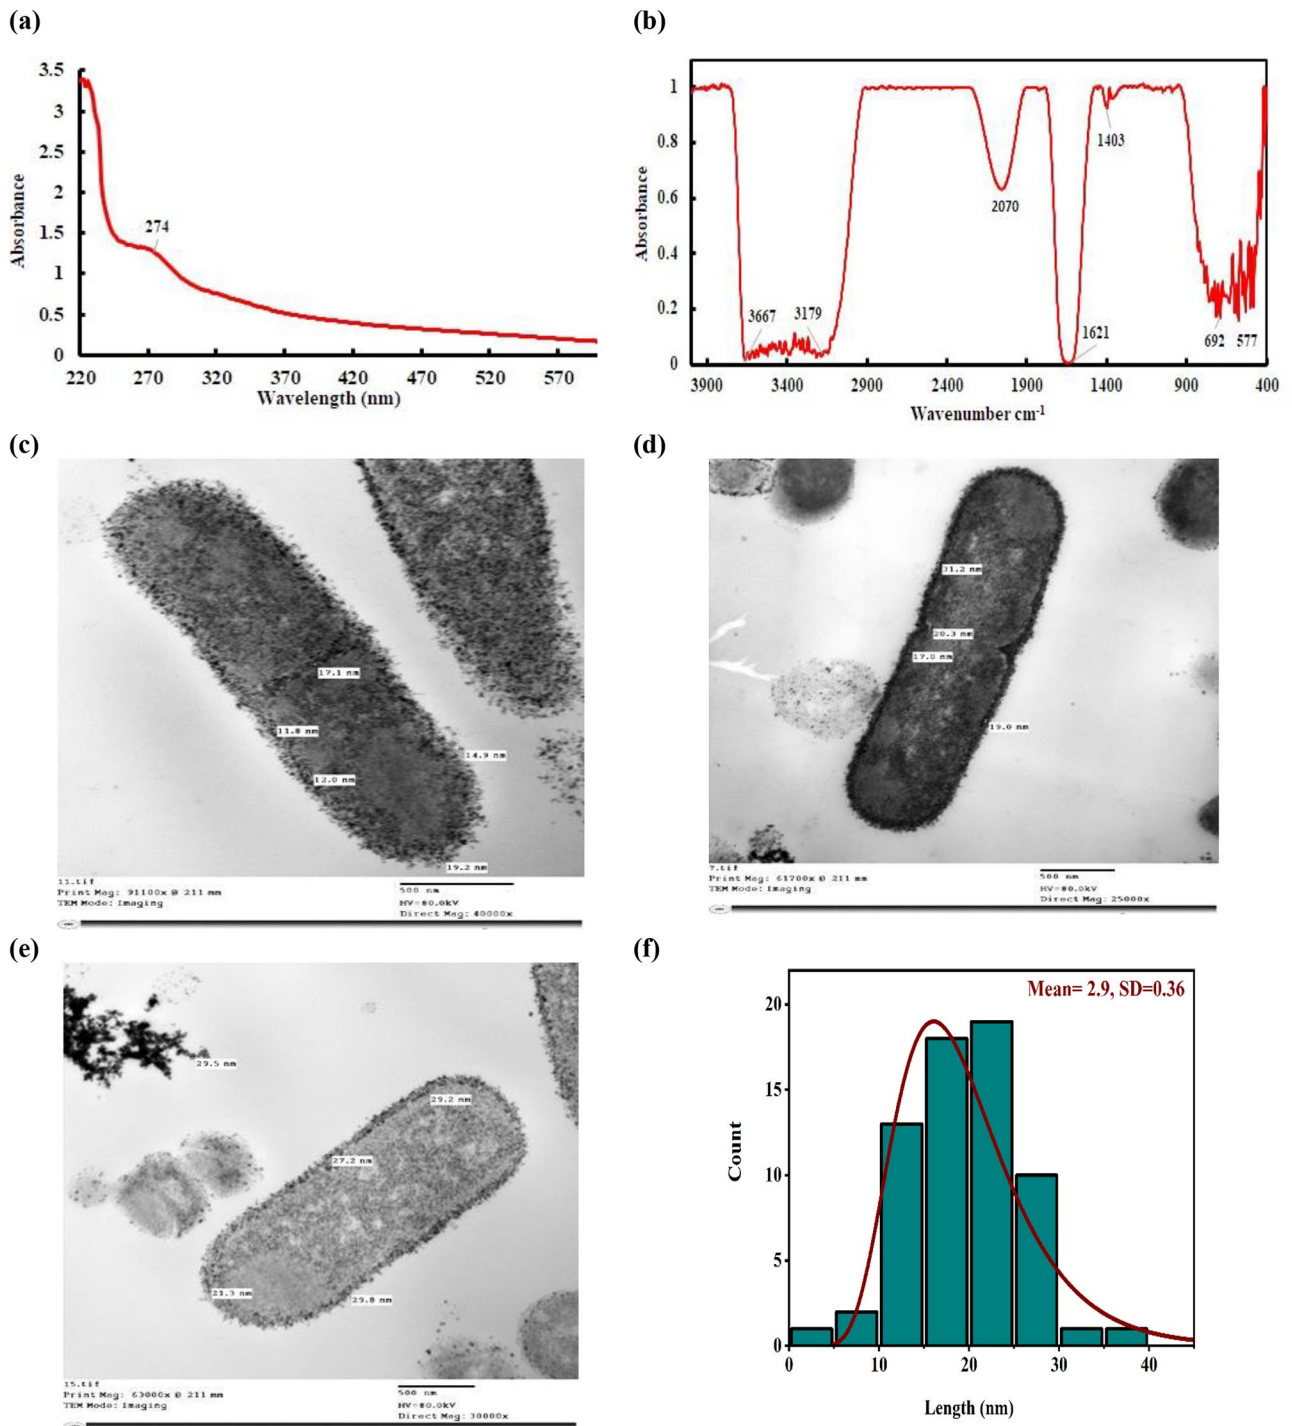 (a)
3.5
3
2.5
2
1.5
1
0.5
0
Absorbance
274
220 270 320 370 420 470 520 570
Wavelength (nm)
(b)
1
0.8
0.6
0.4
0.2
0
Absorbance
3667
3179
2070
1621
1403
692
577
3900 3400 2900 2400 1900 1400 900 400
Wavenumber cm-1
(c)
17.1 nm
11.8 nm
14.9 nm
12.0 nm
19.2 nm
11.tif
Print Mag: 91100x @ 211 mm
TEM Mode: Imaging
500 nm
HV=80.0kV
Direct Mag: 40000x
(d)
31.2 nm
20.3 nm
17.0 nm
19.0 nm
7.tif
Print Mag: 61700x @ 211 mm
TEM Mode: Imaging
500 nm
HV=80.0kV
Direct Mag: 25000x
(e)
29.5 nm
29.2 nm
27.2 nm
21.3 nm
29.8 nm
15.tif
Print Mag: 63000x @ 211 mm
TEM Mode: Imaging
500 nm
HV=80.0kV
Direct Mag: 30000x
(f)
Mean= 2.9, SD=0.36
20
15
10
5
0
Count
0 10 20 30 40
Length (nm)